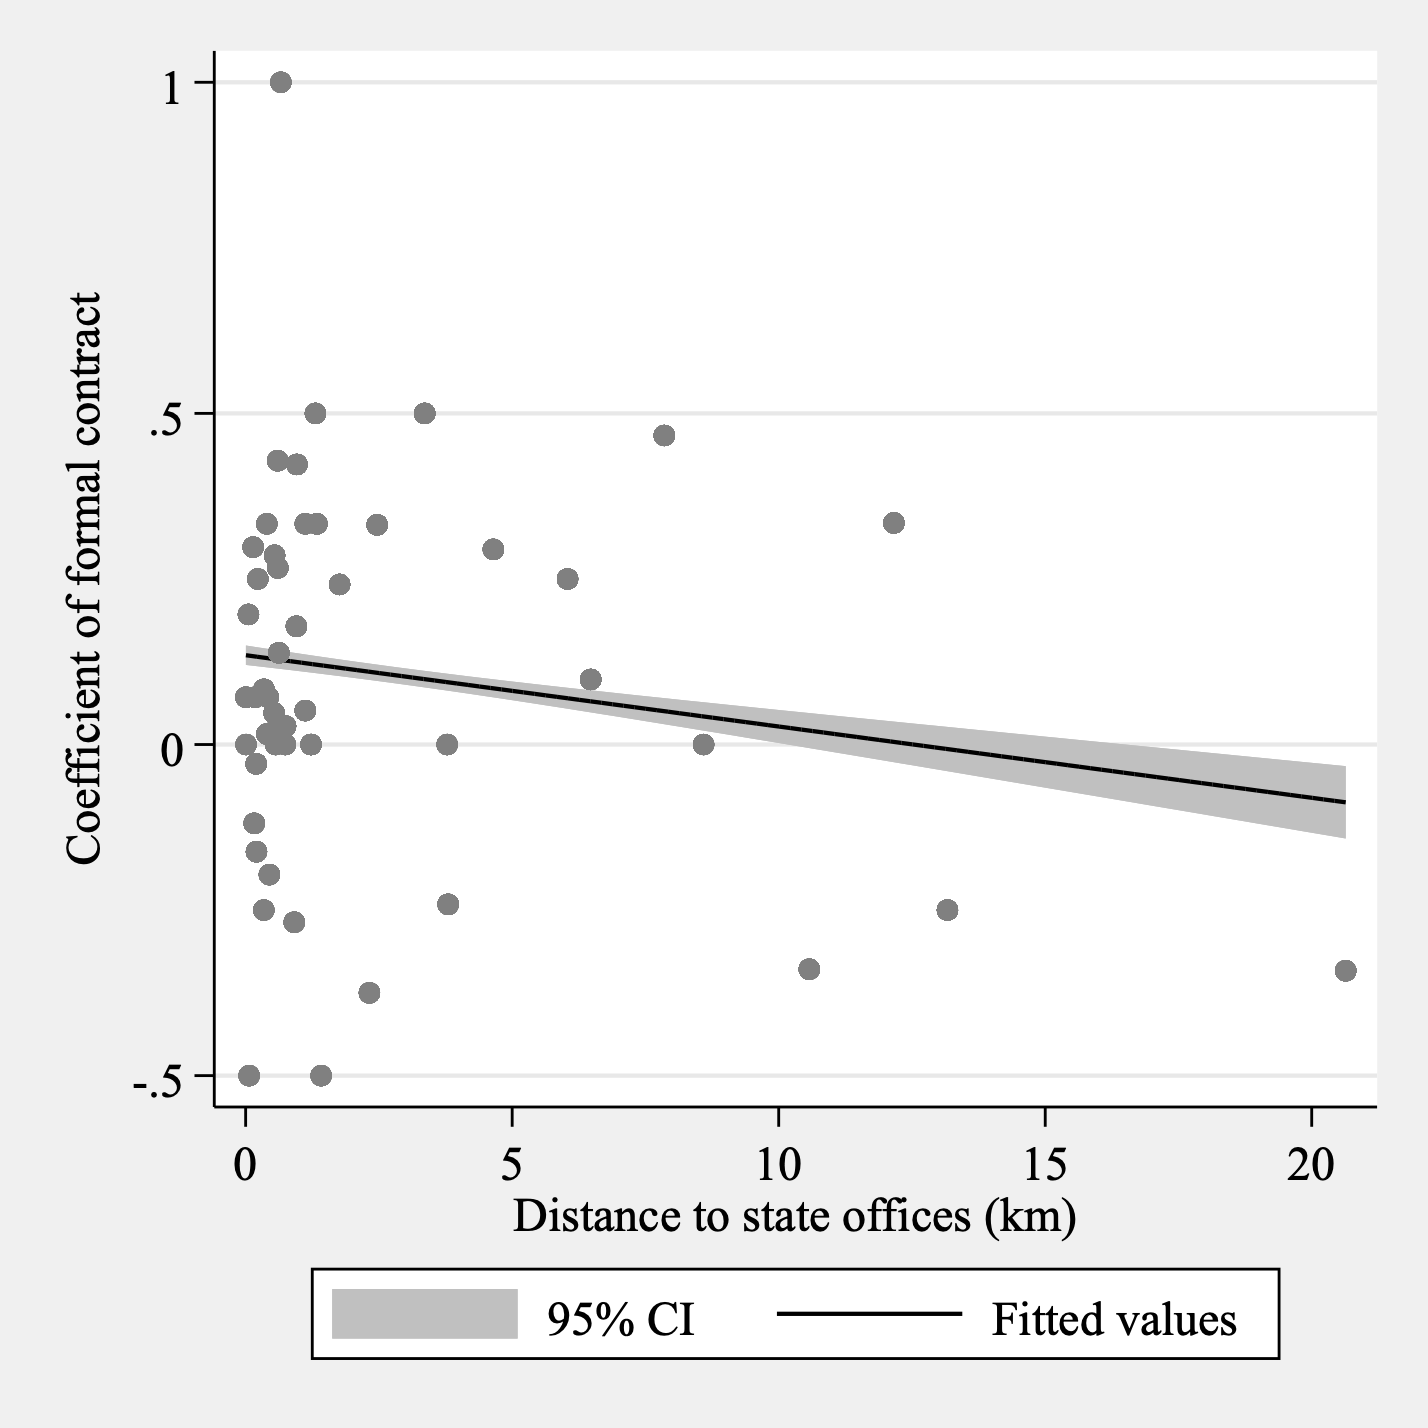 1
.5
0
-.5
Coefficient of formal contract
0 5 10 15 20
Distance to state offices (km)
95% CI Fitted values